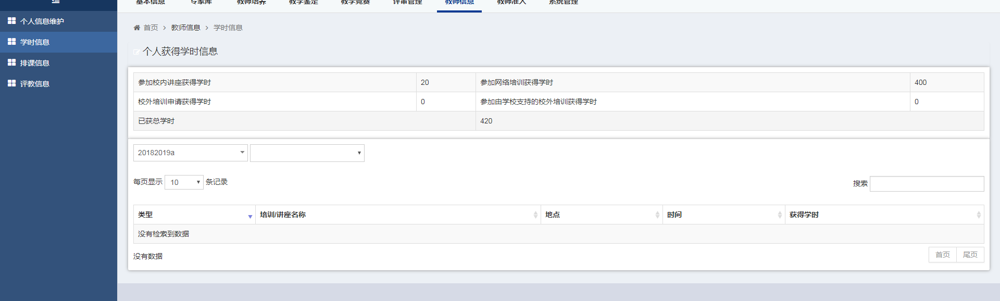 基本信息 专家库 教师培养 教学鉴定 教学竞赛 评审管理 教师信息 教师准入 系统管理
个人信息维护
学时信息
排课信息
评教信息
首页 > 教师信息 > 学时信息
个人获得学时信息
参加校内讲座获得学时 20 参加网络培训获得学时 400
校外培训申请获得学时 0 参加由学校支持的校外培训获得学时 0
已获总学时 420
20182019a
每页显示 10 条记录 搜索
类型 培训/讲座名称 地点 时间 获得学时
没有检索到数据
没有数据 首页 尾页